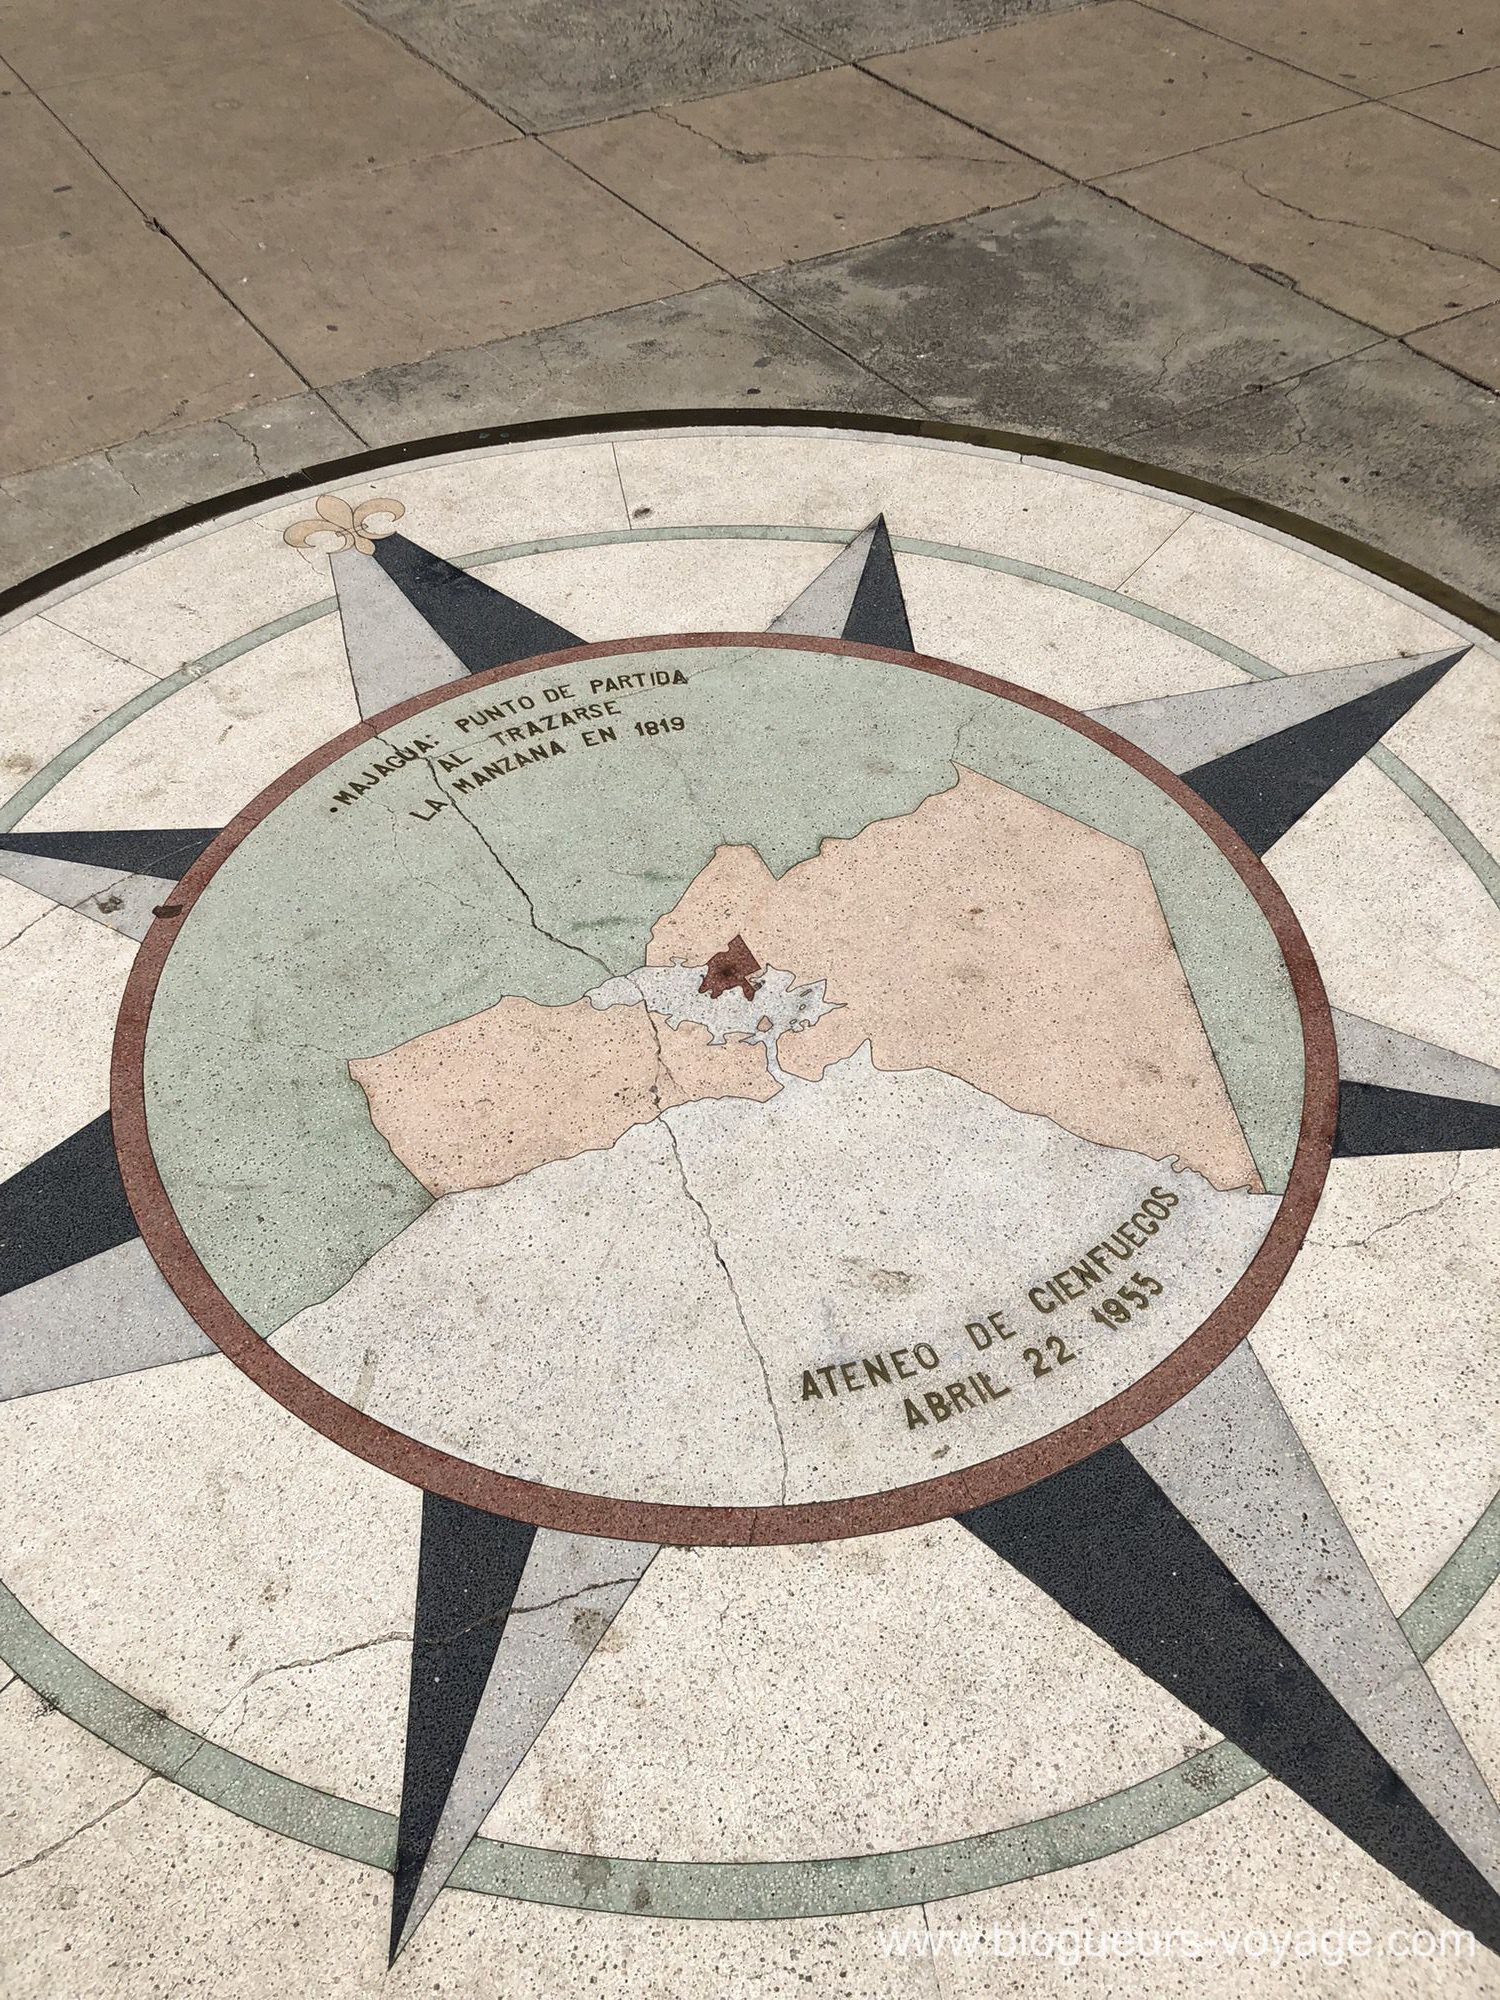 •MAJAGUA: PUNTO DE PARTIDA
AL TRAZARSE
LA MANZANA EN 1819
ATENEO DE CIENFUEGOS
ABRIL 22. 1955
www.blogueurs-voyage.com